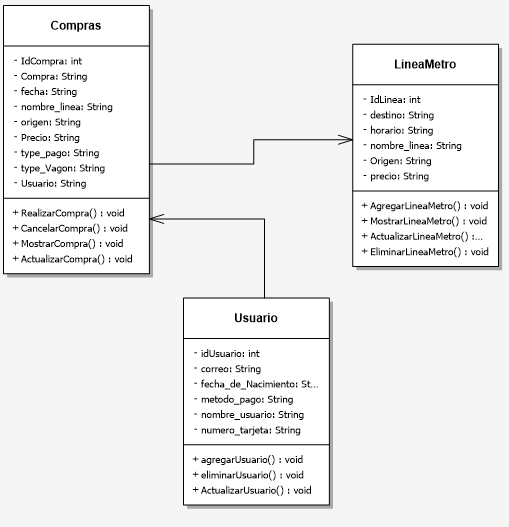 Compras
- IdCompra: int
- Compra: String
- fecha: String
- nombre_linea: String
- origen: String
- Precio: String
- type_pago: String
- type_Vagon: String
- Usuario: String
+ RealizarCompra() : void
+ CancelarCompra() : void
+ MostrarCompra() : void
+ ActualizarCompra() : void
LineaMetro
- IdLinea: int
- destino: String
- horario: String
- nombre_linea: String
- Origen: String
- precio: String
+ AgregarLineaMetro() : void
+ MostrarLineaMetro() : void
+ ActualizarLineaMetro() :...
+ EliminarLineaMetro() : void
Usuario
- idUsuario: int
- correo: String
- fecha_de_Nacimiento: St...
- metodo_pago: String
- nombre_usuario: String
- numero_tarjeta: String
+ agregarUsuario() : void
+ eliminarUsuario() : void
+ ActualizarUsuario() : void